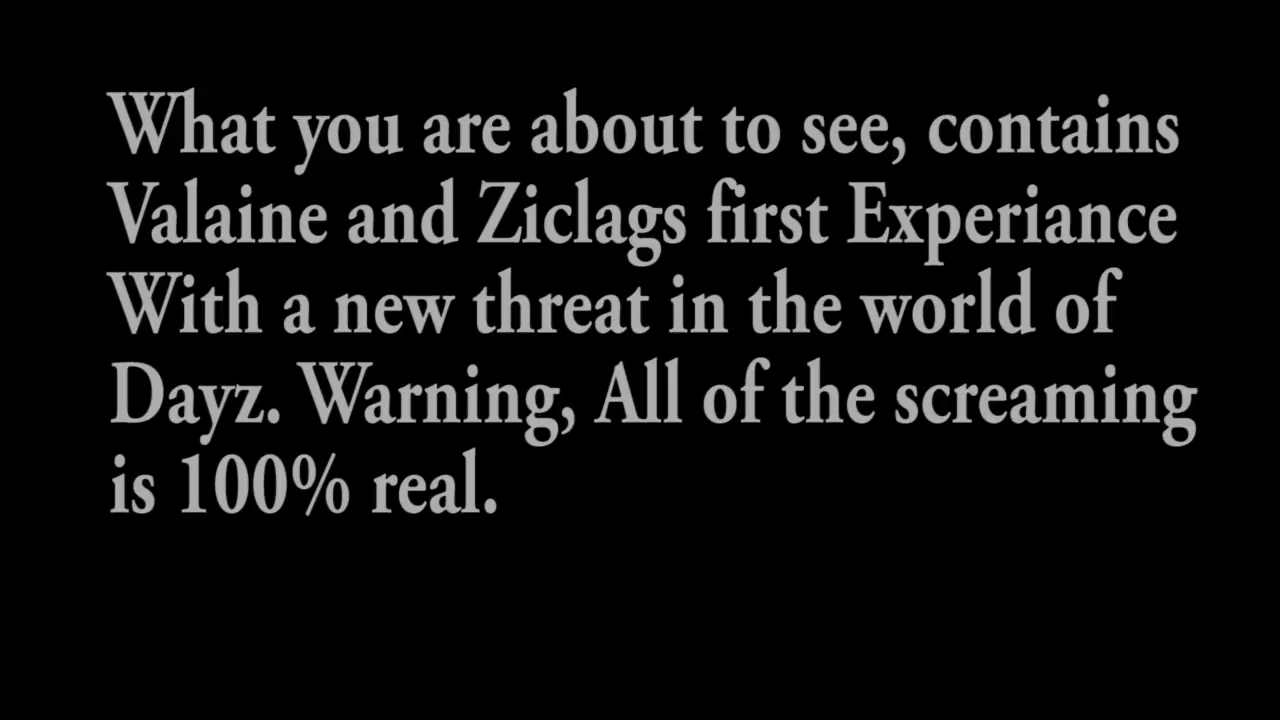 What you are about to see, contains
Valaine and Ziclags first Experiance
With a new threat in the world of
Dayz. Warning, All of the screaming
is 100% real.